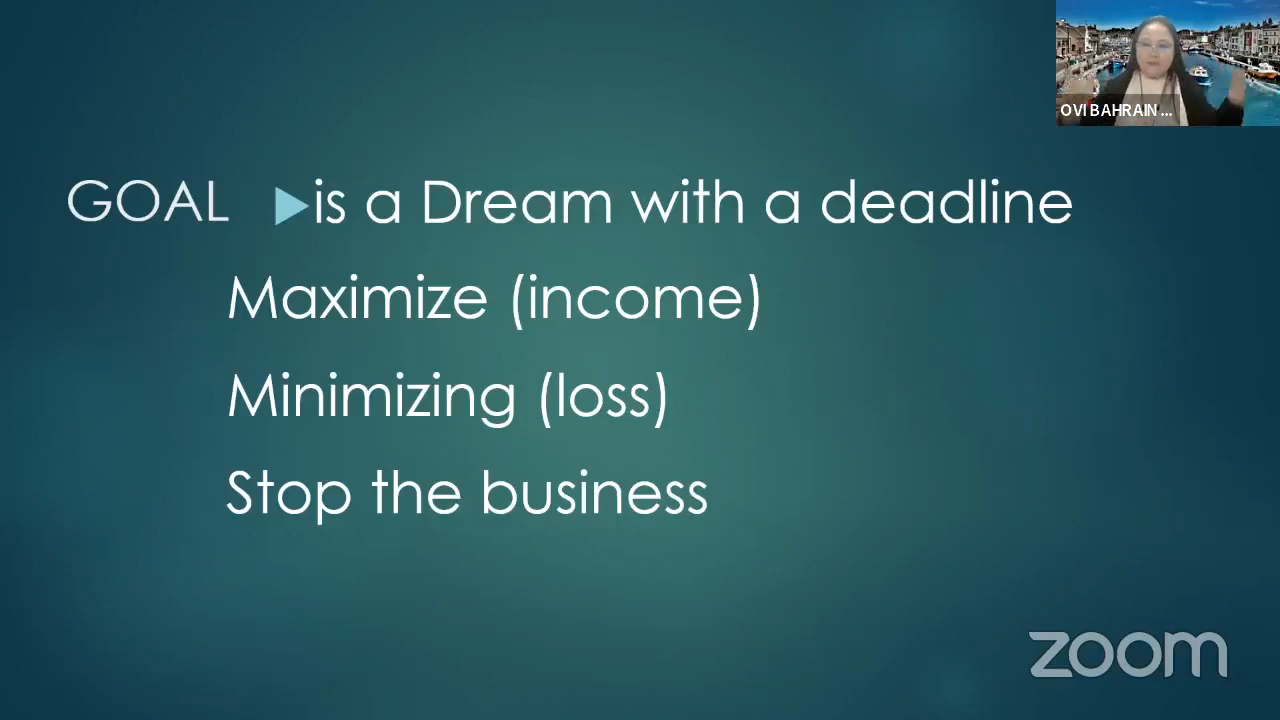 OVI BAHRAIN ...
GOAL ▶is a Dream with a deadline
Maximize (income)
Minimizing (loss)
Stop the business
zoom